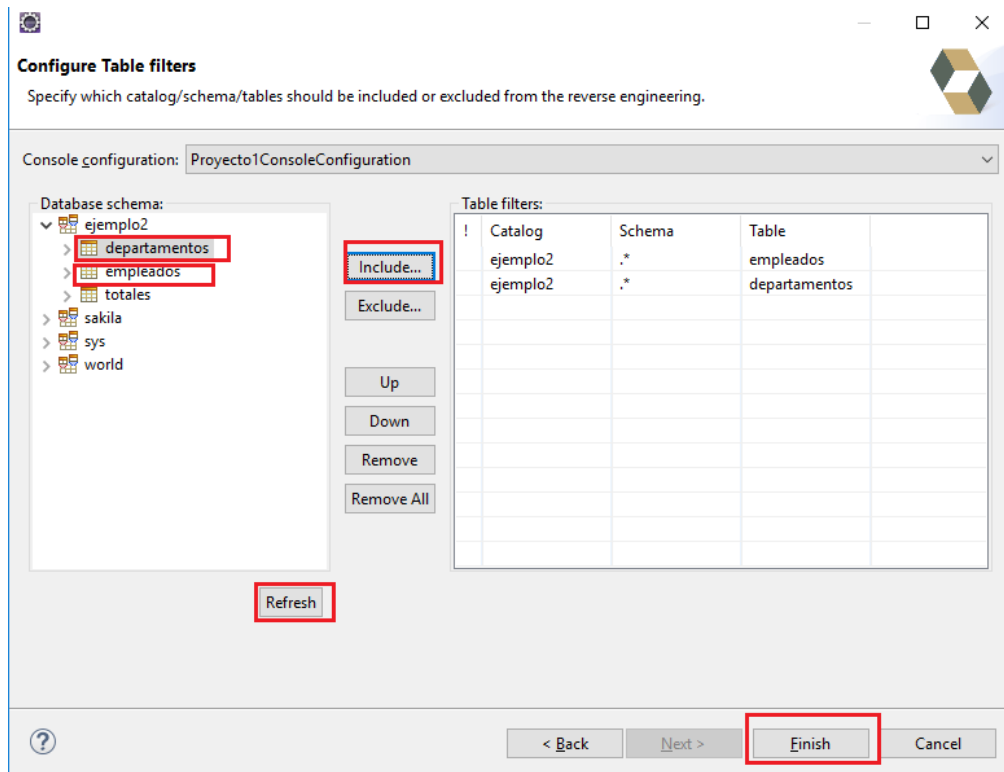 Configure Table filters
Specify which catalog/schema/tables should be included or excluded from the reverse engineering.
Console configuration: Proyecto1ConsoleConfiguration
Database schema:
ejemplo2
departamentos
empleados
totales
sakila
sys
world
Refresh
Include...
Exclude...
Up
Down
Remove
Remove All
Table filters:
! Catalog Schema Table
ejemplo2 .* empleados
ejemplo2 .* departamentos
? < Back Next > Finish Cancel